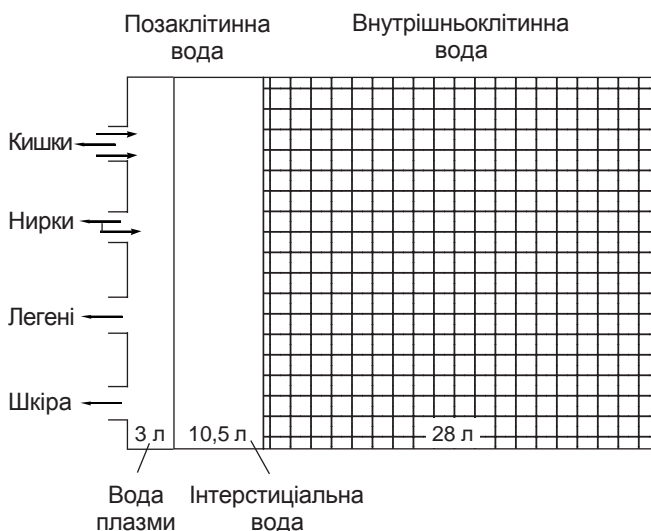 Позаклітинна
вода
Внутрішньоклітинна
вода
Кишки
Нирки
Легені
Шкіра
3 л
10,5 л
28 л
Вода
плазми
Інтерстиціальна
вода